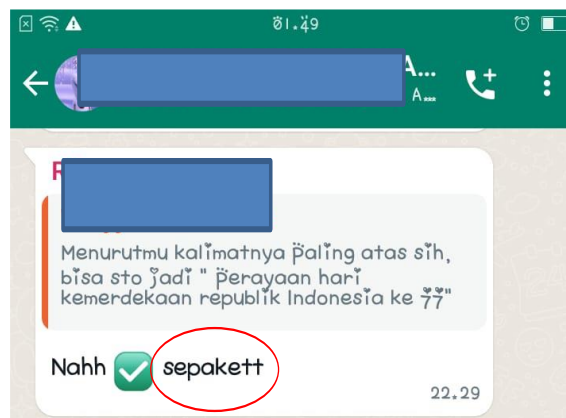 01.49
A...
A...
Menurutmu kalimatnya paling atas sih,
bisa sto jadi " perayaan hari
kemerdekaan republik Indonesia ke 77"
Nahh ✅ sepakett
22.29